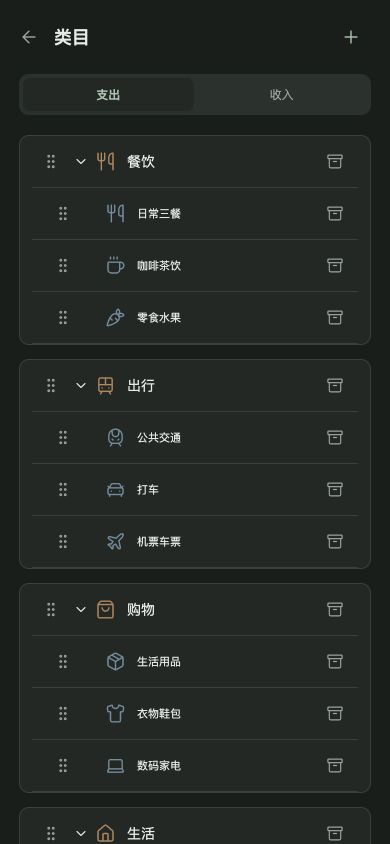 类目
支出
收入
餐饮
日常三餐
咖啡茶饮
零食水果
出行
公共交通
打车
机票车票
购物
生活用品
衣物鞋包
数码家电
生活